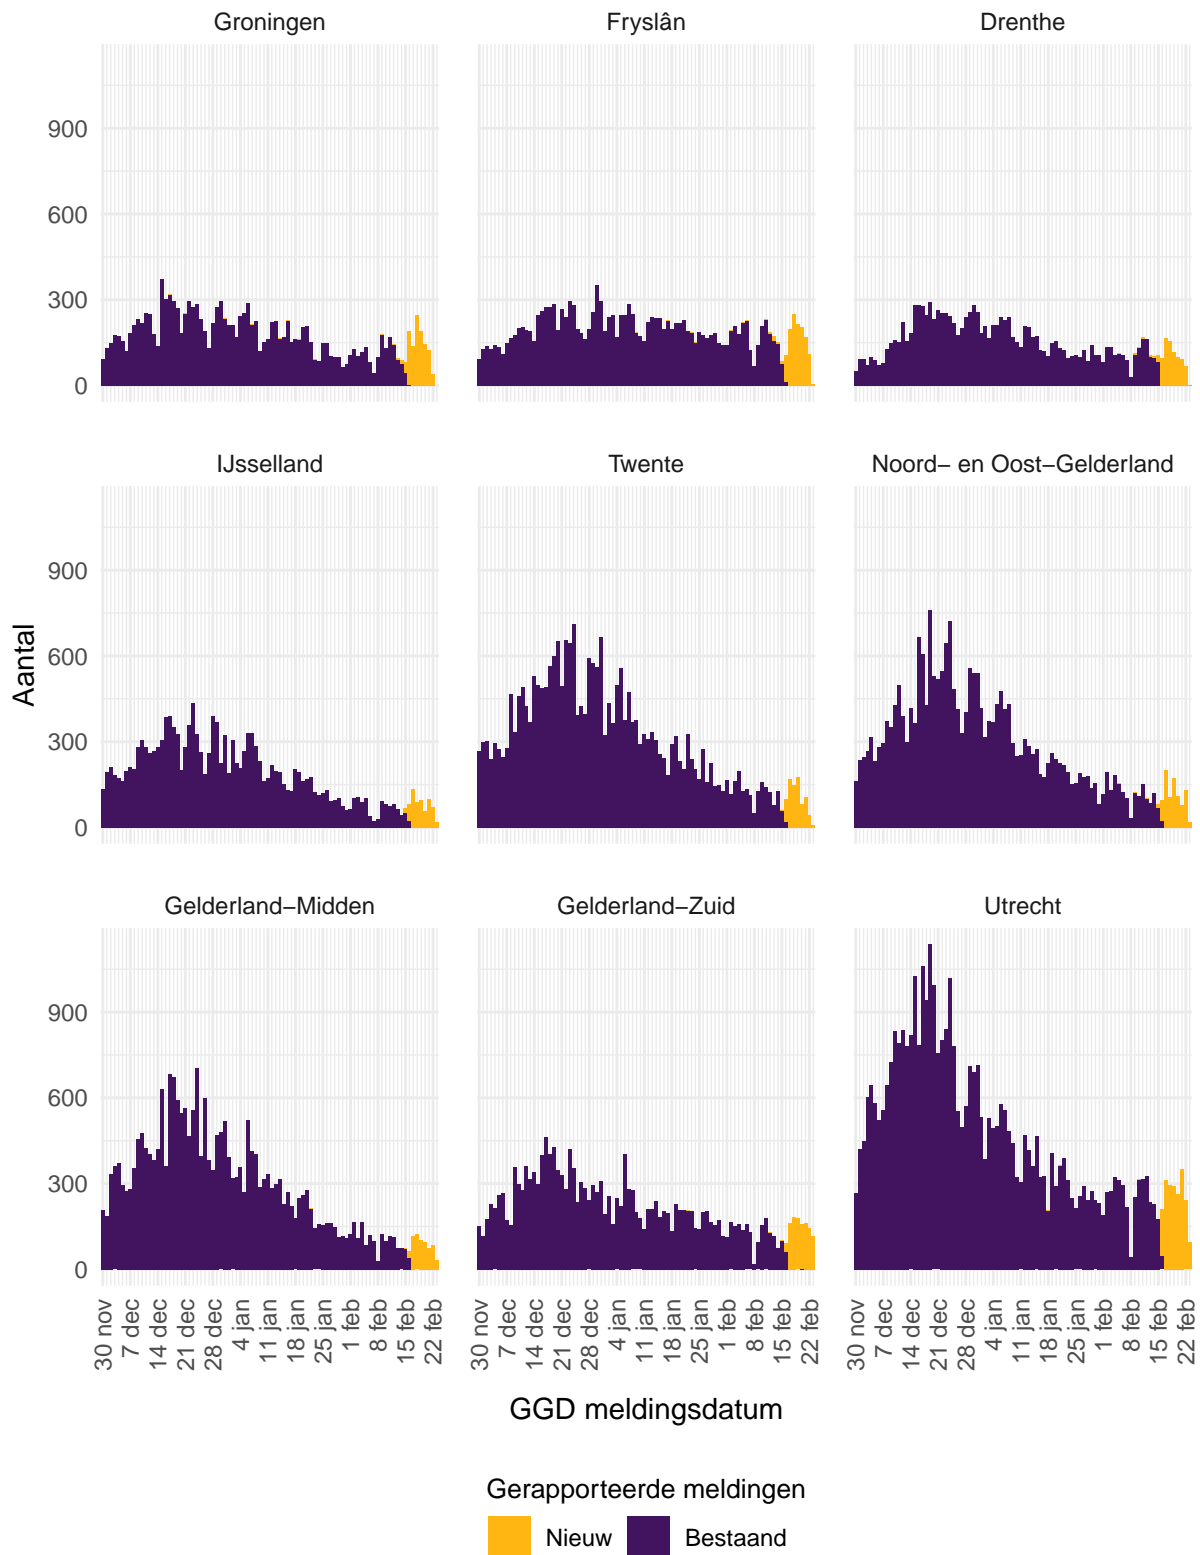 Groningen Fryslân Drenthe
900
600
300
0
IJsselland Twente Noord− en Oost−Gelderland
900
600
300
0
Aantal
Gelderland−Midden Gelderland−Zuid Utrecht
900
600
300
0
30 nov 7 dec 14 dec 21 dec 28 dec 4 jan 11 jan 18 jan 25 jan 1 feb 8 feb 15 feb 22 feb 30 nov 7 dec 14 dec 21 dec 28 dec 4 jan 11 jan 18 jan 25 jan 1 feb 8 feb 15 feb 22 feb 30 nov 7 dec 14 dec 21 dec 28 dec 4 jan 11 jan 18 jan 25 jan 1 feb 8 feb 15 feb 22 feb
GGD meldingsdatum
Gerapporteerde meldingen
Nieuw Bestaand